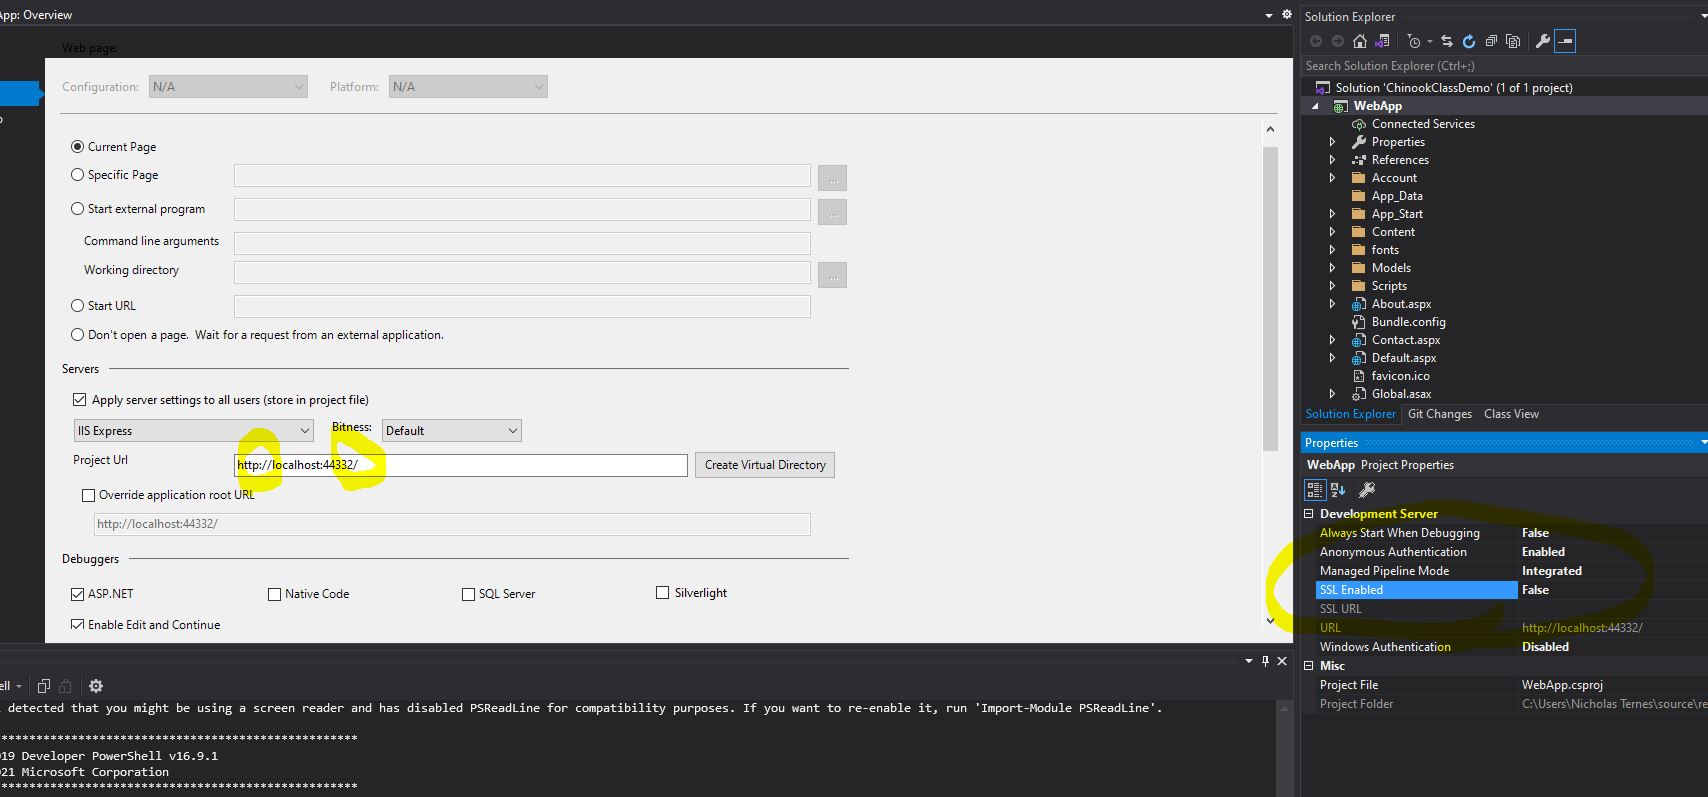 App: Overview
Web page:
Configuration: N/A Platform: N/A
Current Page
Specific Page ...
Start external program ...
Command line arguments
Working directory ...
Start URL
Don't open a page. Wait for a request from an external application.
Servers
Apply server settings to all users (store in project file)
IIS Express Bitness: Default
Project Url http://localhost:44332/ Create Virtual Directory
Override application root URL
http://localhost:44332/
Debuggers
ASP.NET Native Code SQL Server Silverlight
Enable Edit and Continue
ell
detected that you might be using a screen reader and has disabled PSReadLine for compatibility purposes. If you want to re-enable it, run 'Import-Module PSReadLine'.
**************************************************
019 Developer PowerShell v16.9.1
021 Microsoft Corporation
**************************************************
Solution Explorer
Search Solution Explorer (Ctrl+;)
Solution 'ChinookClassDemo' (1 of 1 project)
WebApp
Connected Services
Properties
References
Account
App_Data
App_Start
Content
fonts
Models
Scripts
About.aspx
Bundle.config
Contact.aspx
Default.aspx
favicon.ico
Global.asax
Solution Explorer Git Changes Class View
Properties
WebApp Project Properties
Development Server
Always Start When Debugging False
Anonymous Authentication Enabled
Managed Pipeline Mode Integrated
SSL Enabled False
SSL URL
URL http://localhost:44332/
Windows Authentication Disabled
Misc
Project File WebApp.csproj
Project Folder C:\Users\Nicholas Ternes\source\re